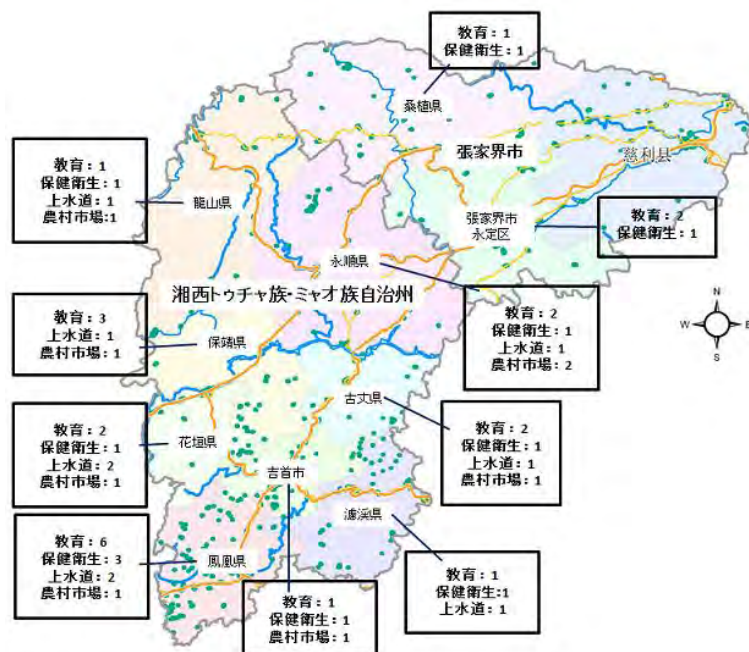 教育：1
保健衛生：1
桑植県
張家界市
慈利県
教育：1
保健衛生：1
上水道：1
農村市場：1
龍山県
張家界市
永定区
教育：2
保健衛生：1
永順県
湘西トゥチャ族・ミャオ族自治州
N
W
E
S
教育：3
上水道：1
農村市場：1
保靖県
教育：2
保健衛生：1
上水道：1
農村市場：2
古丈県
教育：2
保健衛生：1
上水道：2
農村市場：1
花垣県
教育：2
保健衛生：1
上水道：1
農村市場：1
吉首市
瀘渓県
教育：6
保健衛生：3
上水道：2
農村市場：1
鳳凰県
教育：1
保健衛生：1
農村市場：1
教育：1
保健衛生：1
上水道：1